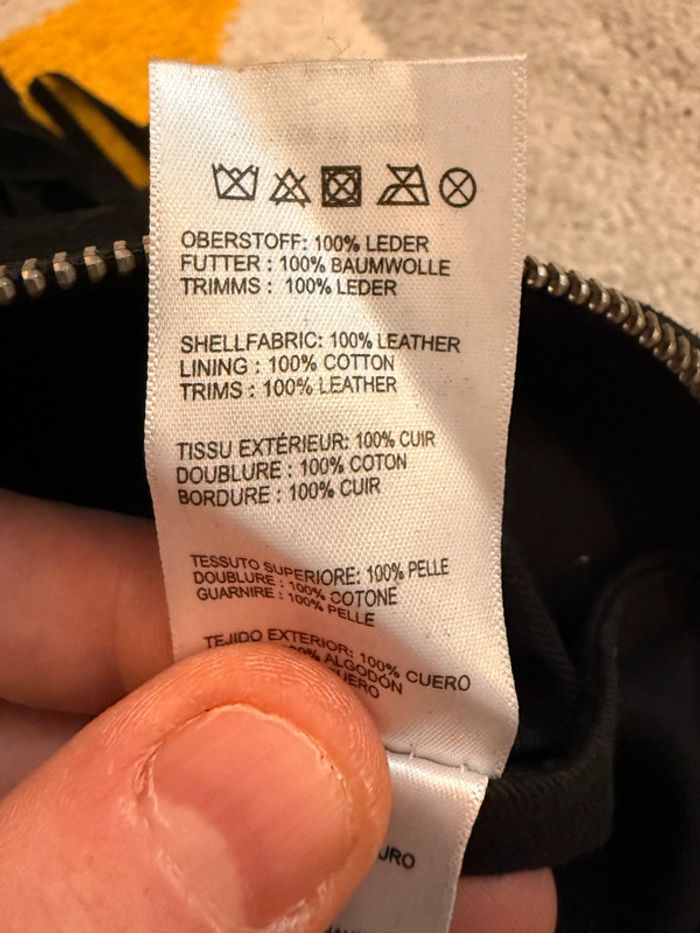 OBERSTOFF: 100% LEDER
FUTTER : 100% BAUMWOLLE
TRIMMS : 100% LEDER
SHELLFABRIC: 100% LEATHER
LINING : 100% COTTON
TRIMS : 100% LEATHER
TISSU EXTÉRIEUR: 100% CUIR
DOUBLURE : 100% COTON
BORDURE : 100% CUIR
TESSUTO SUPERIORE: 100% PELLE
DOUBLURE : 100% COTONE
GUARNIRE : 100% PELLE
TEJIDO EXTERIOR: 100% CUERO
ALGODÓN